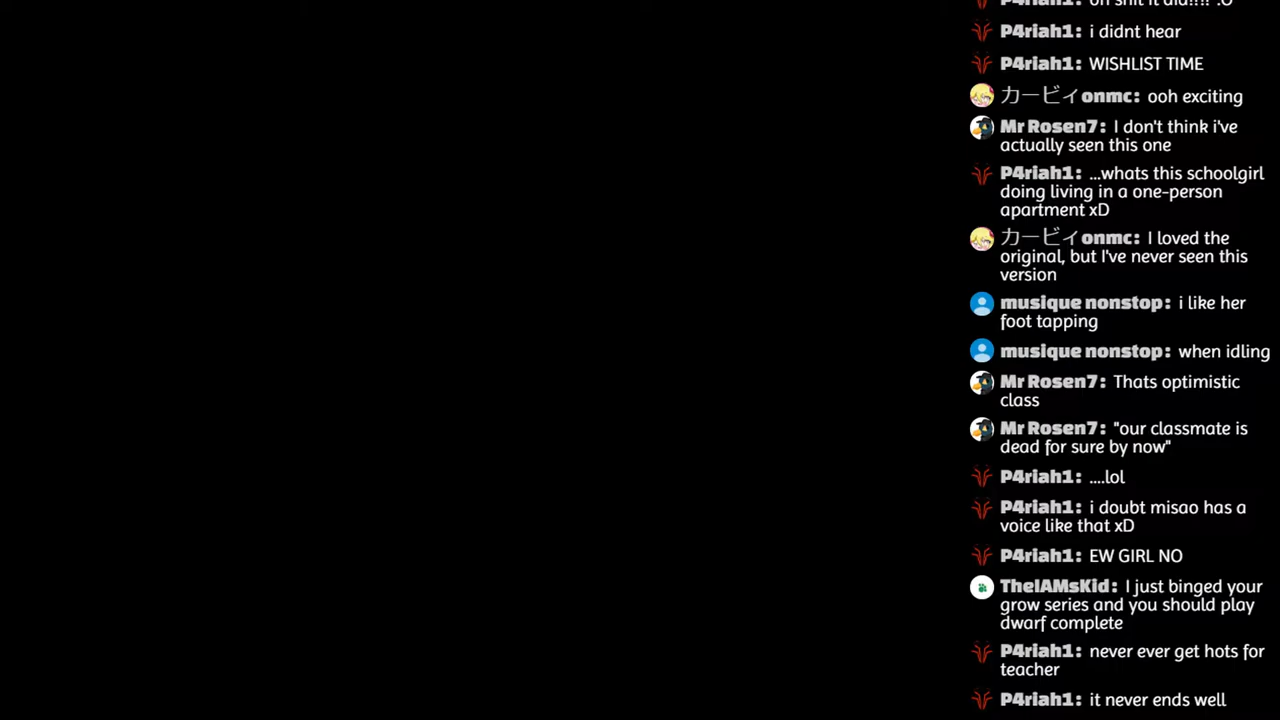 P4riah1: oh shit it did!!!! :O
P4riah1: i didnt hear
P4riah1: WISHLIST TIME
カービィonmc: ooh exciting
Mr Rosen7: I don't think i've
actually seen this one
P4riah1: ...whats this schoolgirl
doing living in a one-person
apartment xD
カービィonmc: I loved the
original, but I've never seen this
version
musique nonstop: i like her
foot tapping
musique nonstop: when idling
Mr Rosen7: Thats optimistic
class
Mr Rosen7: "our classmate is
dead for sure by now"
P4riah1: ....lol
P4riah1: i doubt misao has a
voice like that xD
P4riah1: EW GIRL NO
TheIAMsKid: I just binged your
grow series and you should play
dwarf complete
P4riah1: never ever get hots for
teacher
P4riah1: it never ends well